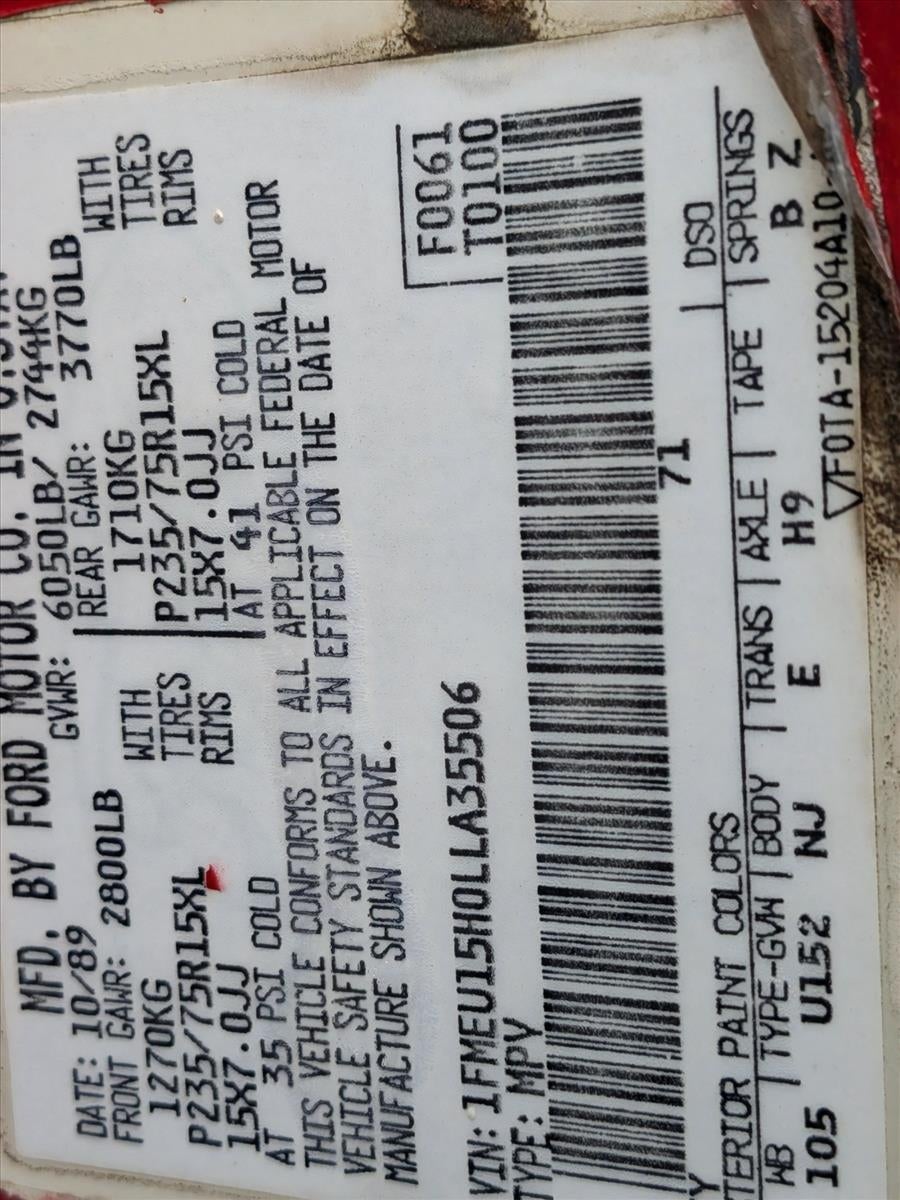 MFD. BY FORD MOTOR CO. IN
DATE: 10/89 GVWR: 6050LB/ 2744KG
FRONT GAWR: 2800LB REAR GAWR: 3770LB
1270KG WITH 1710KG WITH
P235/75R15XL TIRES P235/75R15XL TIRES
15X7.0JJ RIMS 15X7.0JJ RIMS
AT 35 PSI COLD AT 41 PSI COLD
THIS VEHICLE CONFORMS TO ALL APPLICABLE FEDERAL MOTOR
VEHICLE SAFETY STANDARDS IN EFFECT ON THE DATE OF
MANUFACTURE SHOWN ABOVE.
F0061
T0100
VIN: 1FMEU15H0LLA35506
TYPE: MPV
71
TERIOR PAINT COLORS DSO
WB TYPE-GVW BODY TRANS AXLE TAPE SPRINGS
105 U152 NJ E H9 B Z
F0TA-15204A10